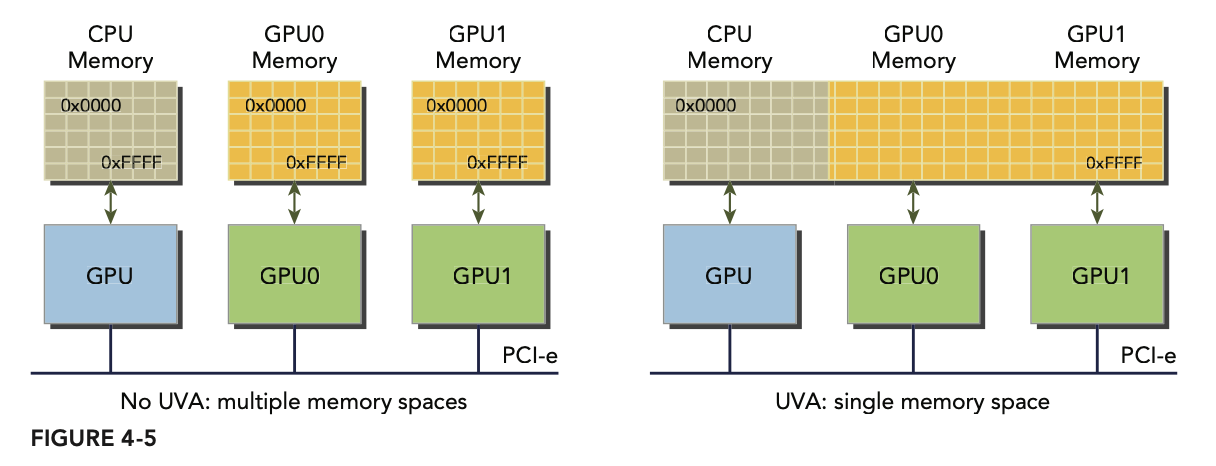 CPU
Memory
GPU0
Memory
GPU1
Memory
0x0000
0xFFFF
0x0000
0xFFFF
0x0000
0xFFFF
GPU
GPU0
GPU1
PCI-e
No UVA: multiple memory spaces
CPU
Memory
GPU0
Memory
GPU1
Memory
0x0000
0xFFFF
GPU
GPU0
GPU1
PCI-e
UVA: single memory space
FIGURE 4-5